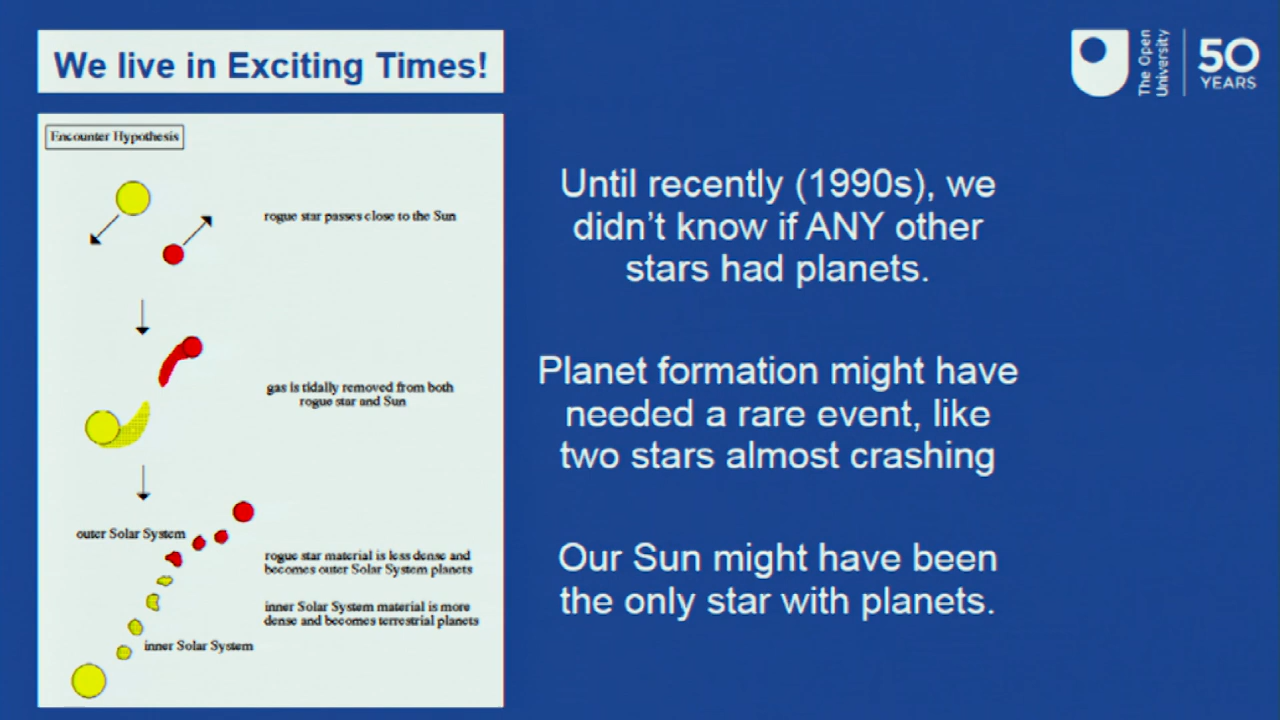 We live in Exciting Times!
The Open
University
50
YEARS
Encounter Hypothesis
rogue star passes close to the Sun
gas is tidally removed from both
rogue star and Sun
outer Solar System
rogue star material is less dense and
becomes outer Solar System planets
inner Solar System material is more
dense and becomes terrestrial planets
inner Solar System
Until recently (1990s), we
didn't know if ANY other
stars had planets.
Planet formation might have
needed a rare event, like
two stars almost crashing
Our Sun might have been
the only star with planets.